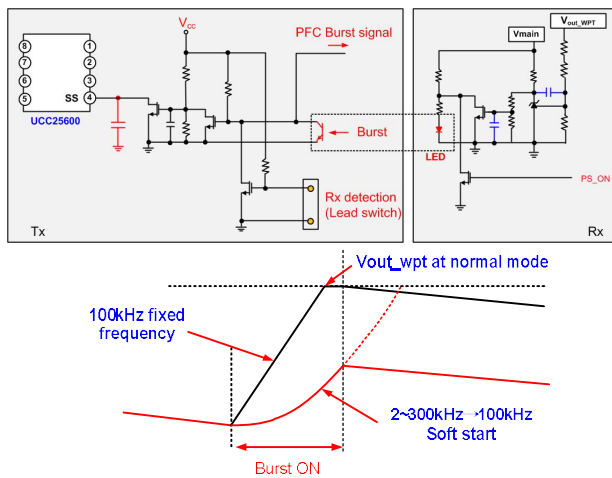 Vcc
PFC Burst signal
Vout_WPT
Vmain
8
1
7
2
6
3
5
SS
4
UCC25600
Burst
LED
PS_ON
Rx detection
(Lead switch)
Tx
Rx
Vout_wpt at normal mode
100kHz fixed
frequency
2~300kHz→100kHz
Soft start
Burst ON